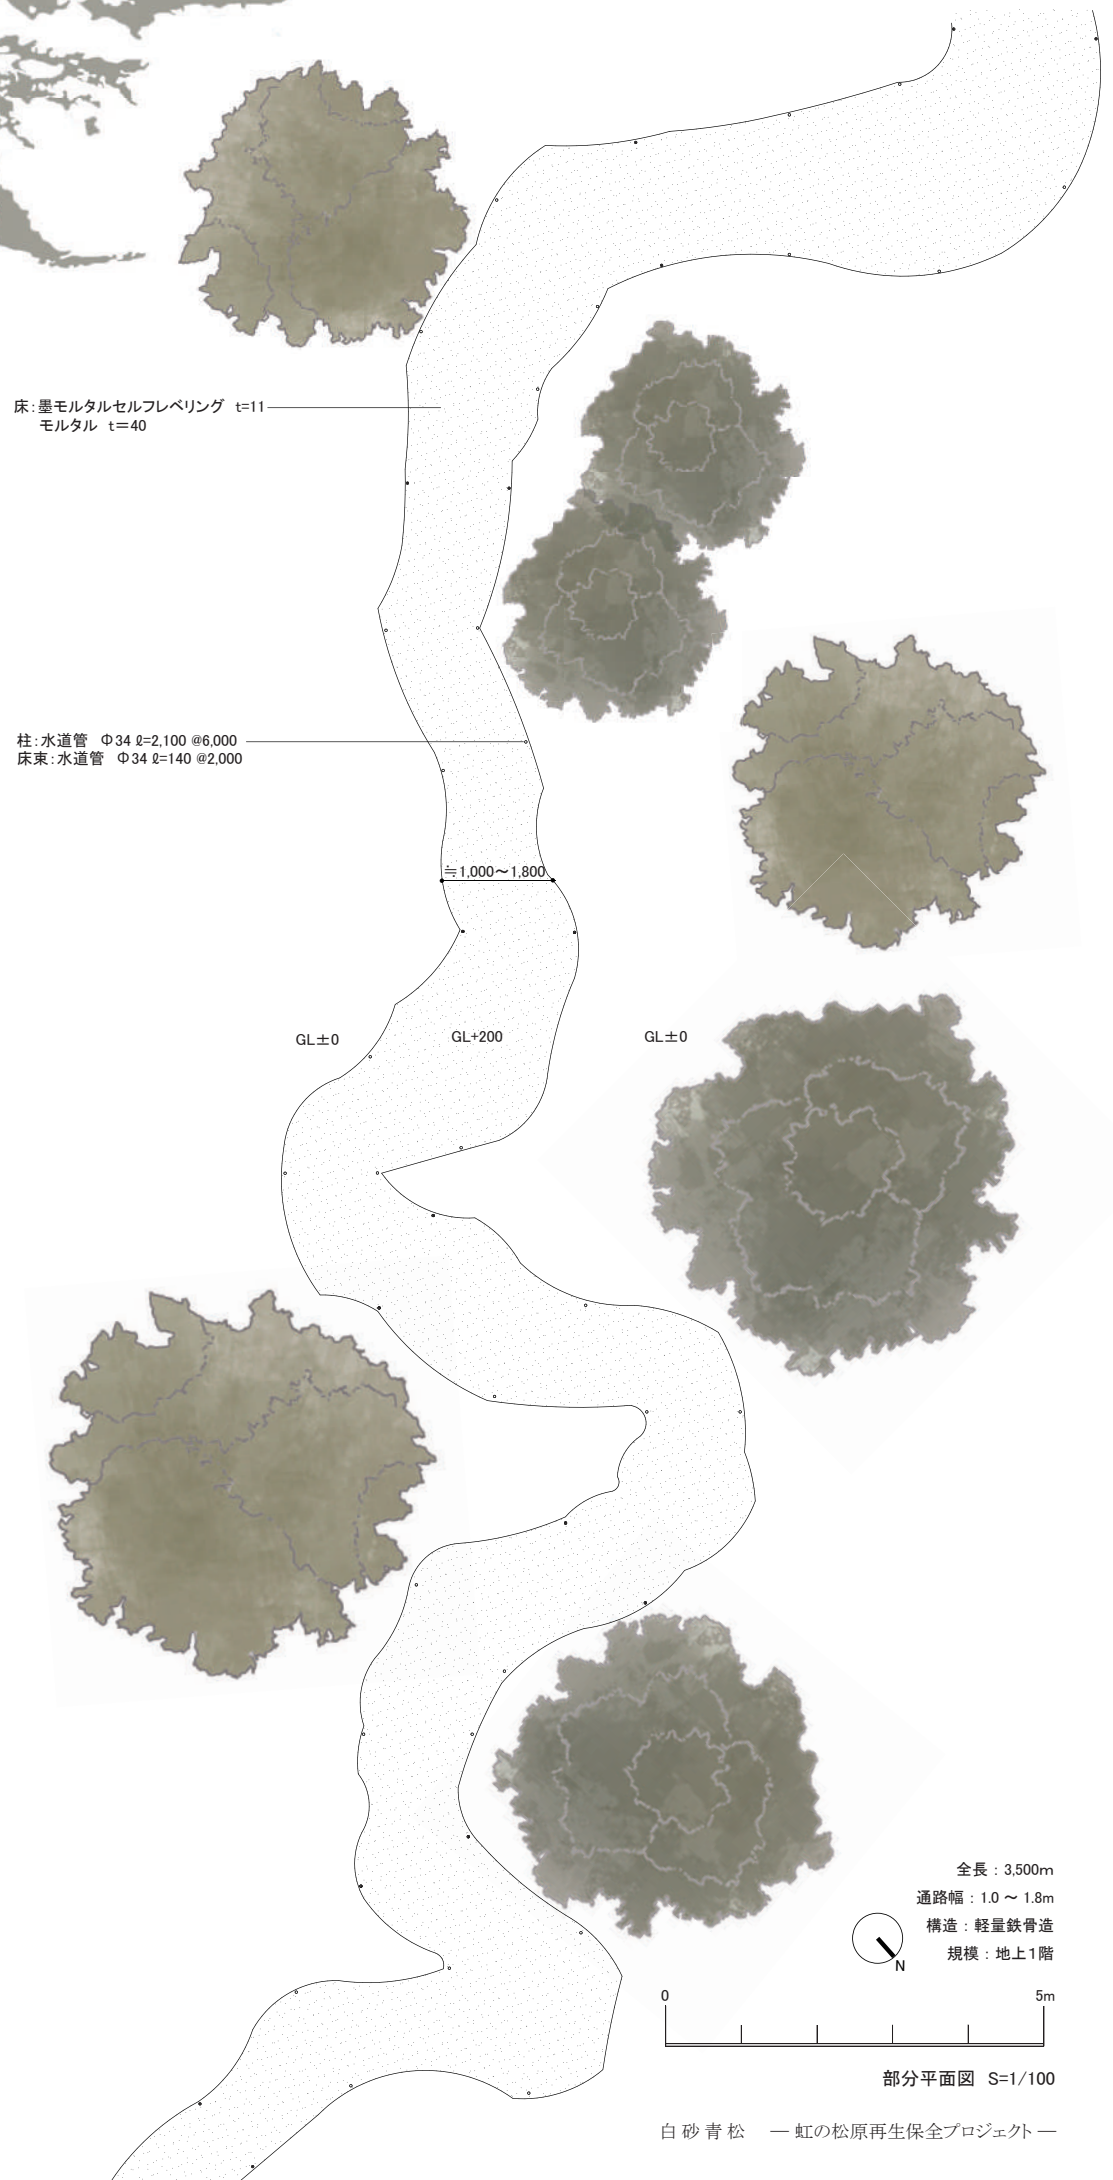 床：墨モルタルセルフレベリング t=11
モルタル t＝40
柱：水道管 Φ34 ℓ=2,100 @6,000
床束：水道管 Φ34 ℓ=140 @2,000
≒1,000～1,800
GL±0 GL+200 GL±0
全長：3,500m
通路幅：1.0 ～ 1.8m
構造：軽量鉄骨造
規模：地上1階
N
0 5m
部分平面図 S=1/100
白砂青松 ― 虹の松原再生保全プロジェクト ―